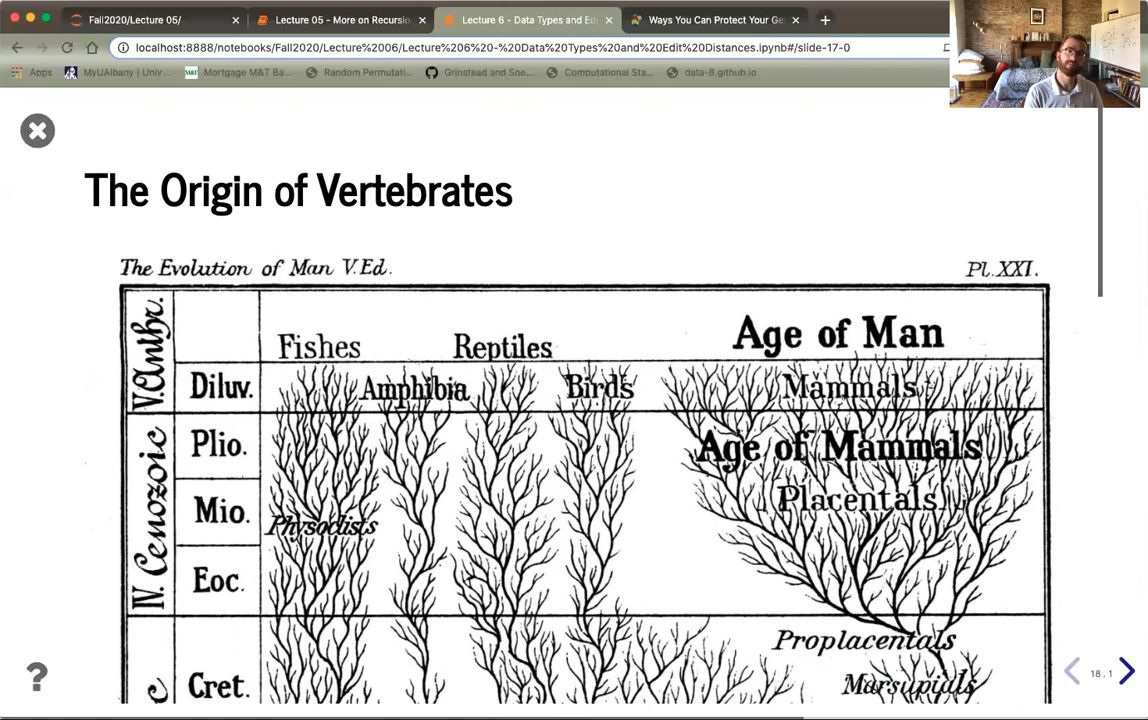 Fall2020/Lecture 05/
Lecture 05 - More on Recursio
Lecture 6 - Data Types and Ed
Ways You Can Protect Your Ge
localhost:8888/notebooks/Fall2020/Lecture%2006/Lecture%206%20-%20Data%20Types%20and%20Edit%20Distances.ipynb#/slide-17-0
Apps
MyUAlbany | Univ...
M&T
Mortgage M&T Ba...
Random Permutati...
Grinstead and Sne...
Computational Sta...
data-8.github.io
The Origin of Vertebrates
The Evolution of Man V.Ed.
Pl.XXI.
V.Anthr.
Fishes
Reptiles
Age of Man
Diluv.
Amphibia
Birds
Mammals
IV. Cenozoic
Plio.
Age of Mammals
Placentals
Mio.
Physoclists
Eoc.
Proplacentals
c
Cret.
Marsupials
?
18.1